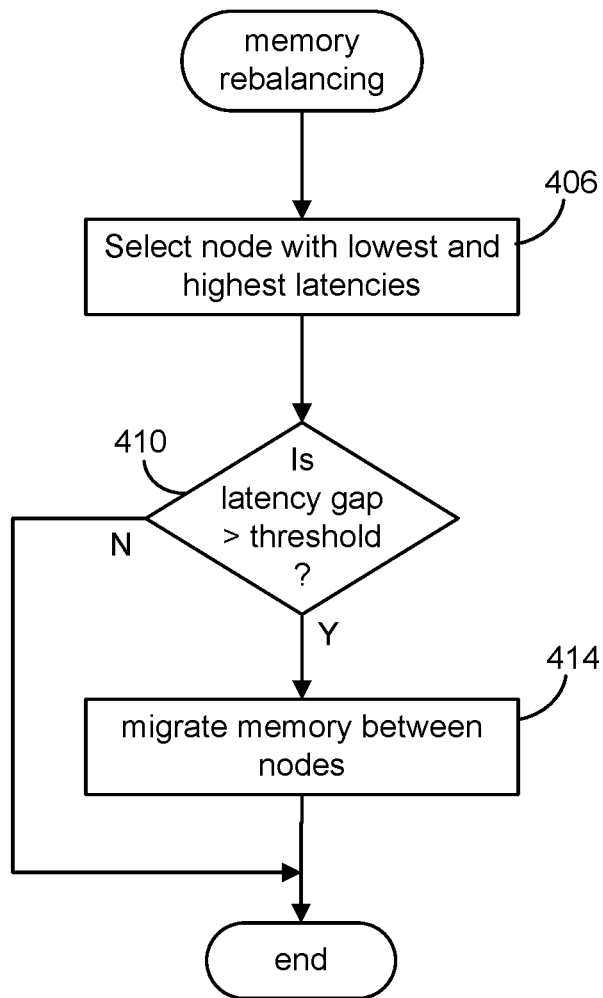 memory
rebalancing
406
Select node with lowest and
highest latencies
410
Is
latency gap
> threshold
?
N
Y
414
migrate memory between
nodes
end